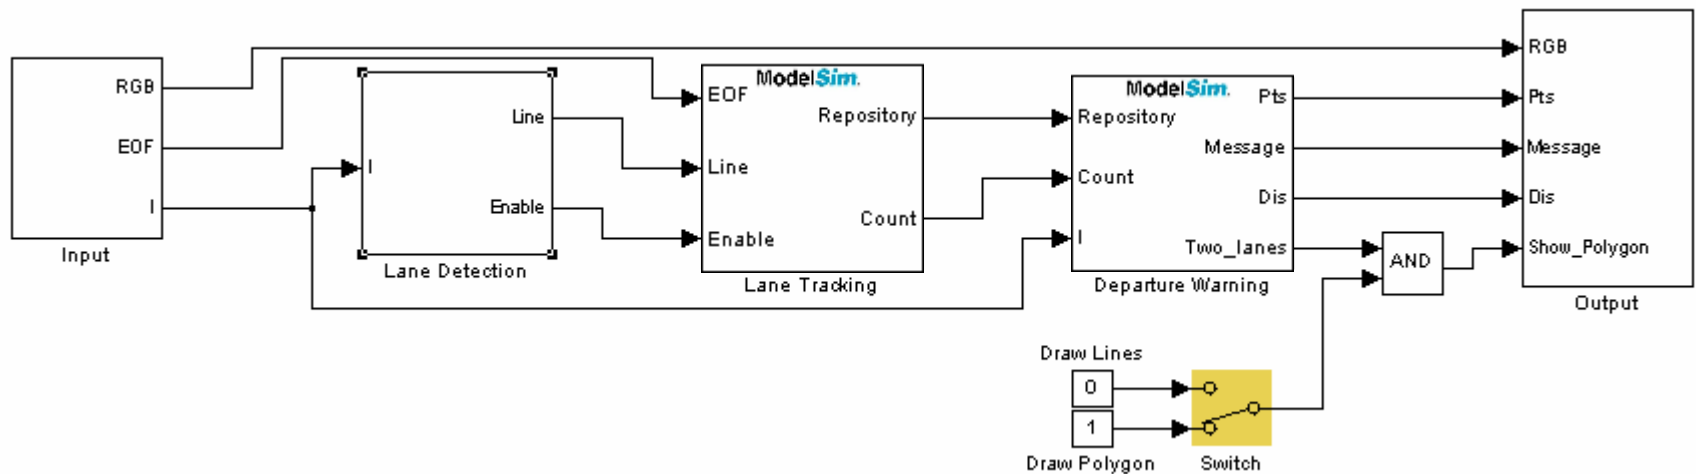 RGB
EOF
I
Input
I
Line
Enable
Lane Detection
ModelSim.
EOF
Line
Enable
Repository
Count
Lane Tracking
ModelSim.
Repository
Count
I
Pts
Message
Dis
Two_lanes
Departure Warning
AND
RGB
Pts
Message
Dis
Show_Polygon
Output
Draw Lines
0
1
Draw Polygon
Switch